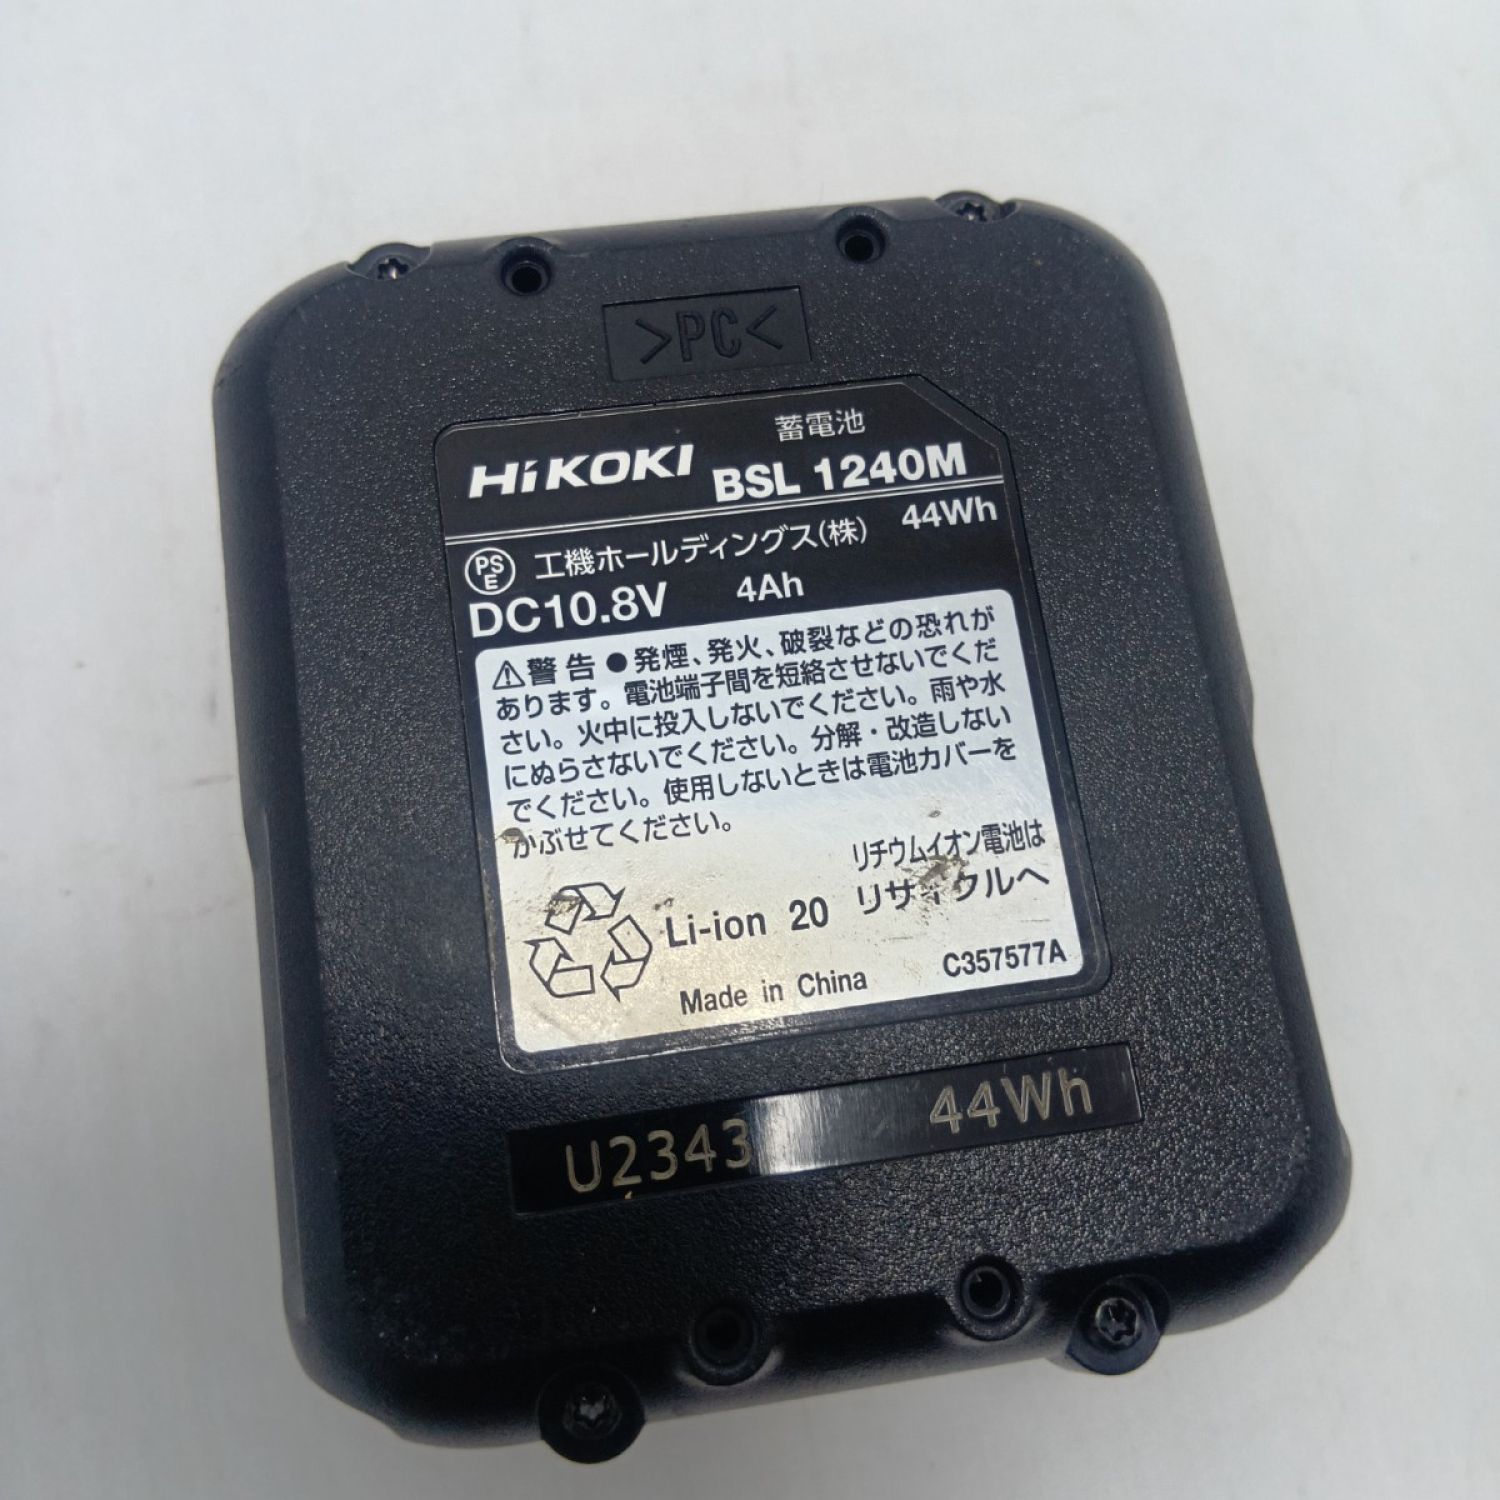 >PC<
蓄電池
HiKOKI BSL 1240M
PSE 工機ホールディングス(株) 44Wh
DC10.8V 4Ah
⚠警告 ●発煙、発火、破裂などの恐れが
あります。電池端子間を短絡させないでくだ
さい。火中に投入しないでください。雨や水
にぬらさないでください。分解・改造しない
でください。使用しないときは電池カバーを
かぶせてください。
リチウムイオン電池は
リサイクルへ
Li-ion 20
Made in China C357577A
U2343 44Wh